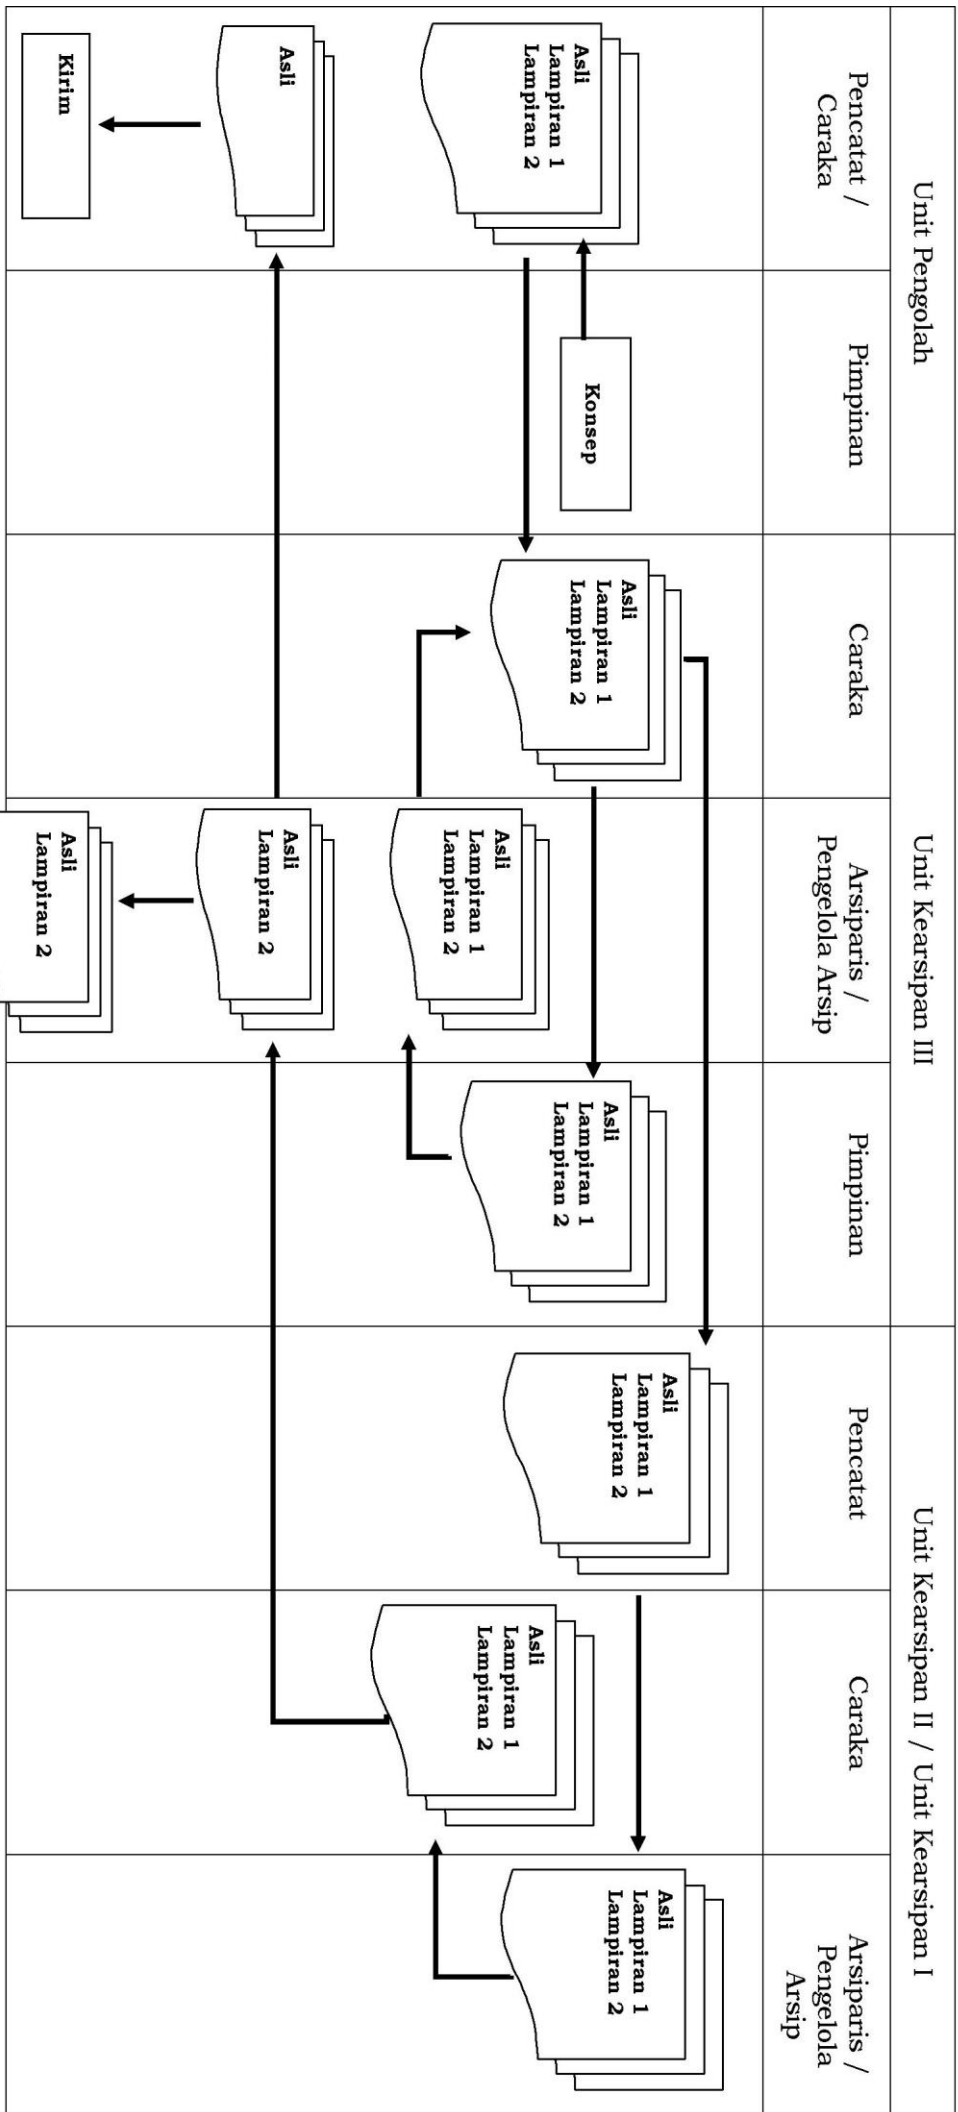 Unit Pengolah
Unit Kearsipan III
Unit Kearsipan II / Unit Kearsipan I
Pencatat /
Caraka
Pimpinan
Caraka
Arsiparis /
Pengelola Arsip
Pimpinan
Pencatat
Caraka
Arsiparis /
Pengelola
Arsip
Asli
Lampiran 1
Lampiran 2
Konsep
Asli
Lampiran 1
Lampiran 2
Asli
Lampiran 1
Lampiran 2
Asli
Lampiran 1
Lampiran 2
Asli
Lampiran 1
Lampiran 2
Asli
Lampiran 1
Lampiran 2
Asli
Lampiran 1
Lampiran 2
Asli
Asli
Lampiran 2
Kirim
Asli
Lampiran 2